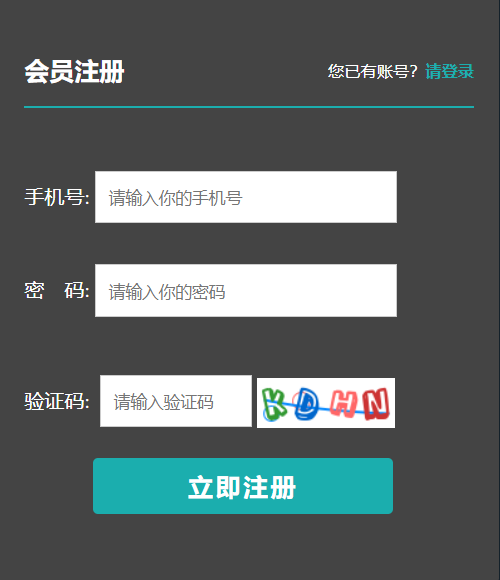 会员注册 您已有账号？请登录
手机号: 请输入你的手机号
密 码: 请输入你的密码
验证码: 请输入验证码 KDHN
立即注册